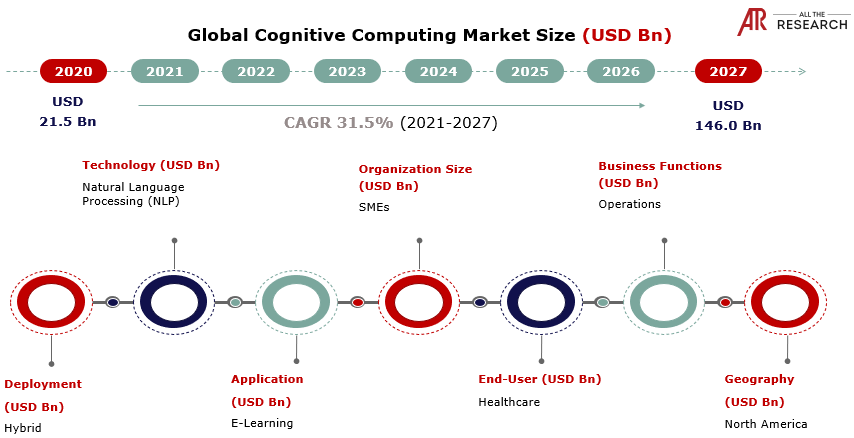 Global Cognitive Computing Market Size (USD Bn)
ATR ALL THE
RESEARCH
2020 2021 2022 2023 2024 2025 2026 2027
USD
21.5 Bn
CAGR 31.5% (2021-2027)
USD
146.0 Bn
Technology (USD Bn)
Natural Language
Processing (NLP)
Organization Size
(USD Bn)
SMEs
Business Functions
(USD Bn)
Operations
Deployment
(USD Bn)
Hybrid
Application
(USD Bn)
E-Learning
End-User (USD Bn)
Healthcare
Geography
(USD Bn)
North America